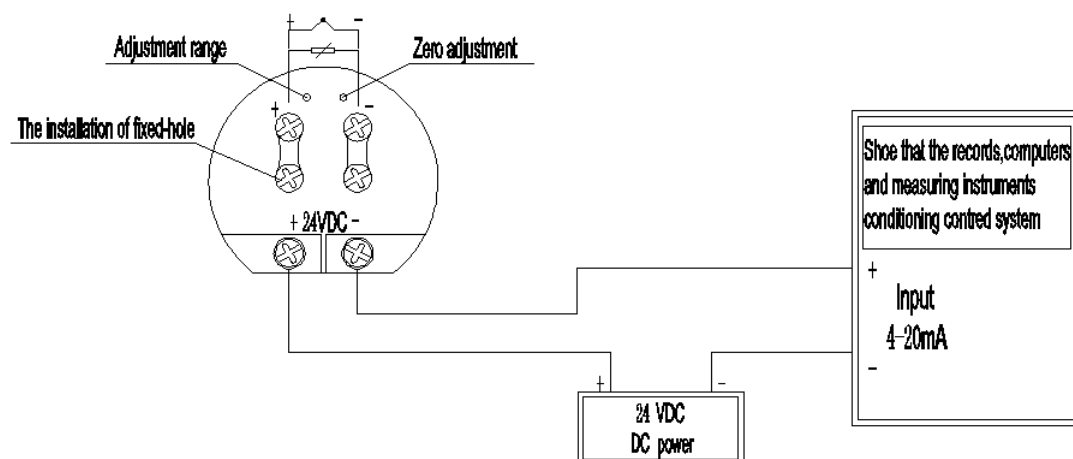 + -
Adjustment range
Zero adjustment
+ -
The installation of fixed-hole
+ 24VDC -
Shoe that the records,computers
and measuring instruments
conditioning contred system
+
Input
4-20mA
-
+ -
24 VDC
DC power